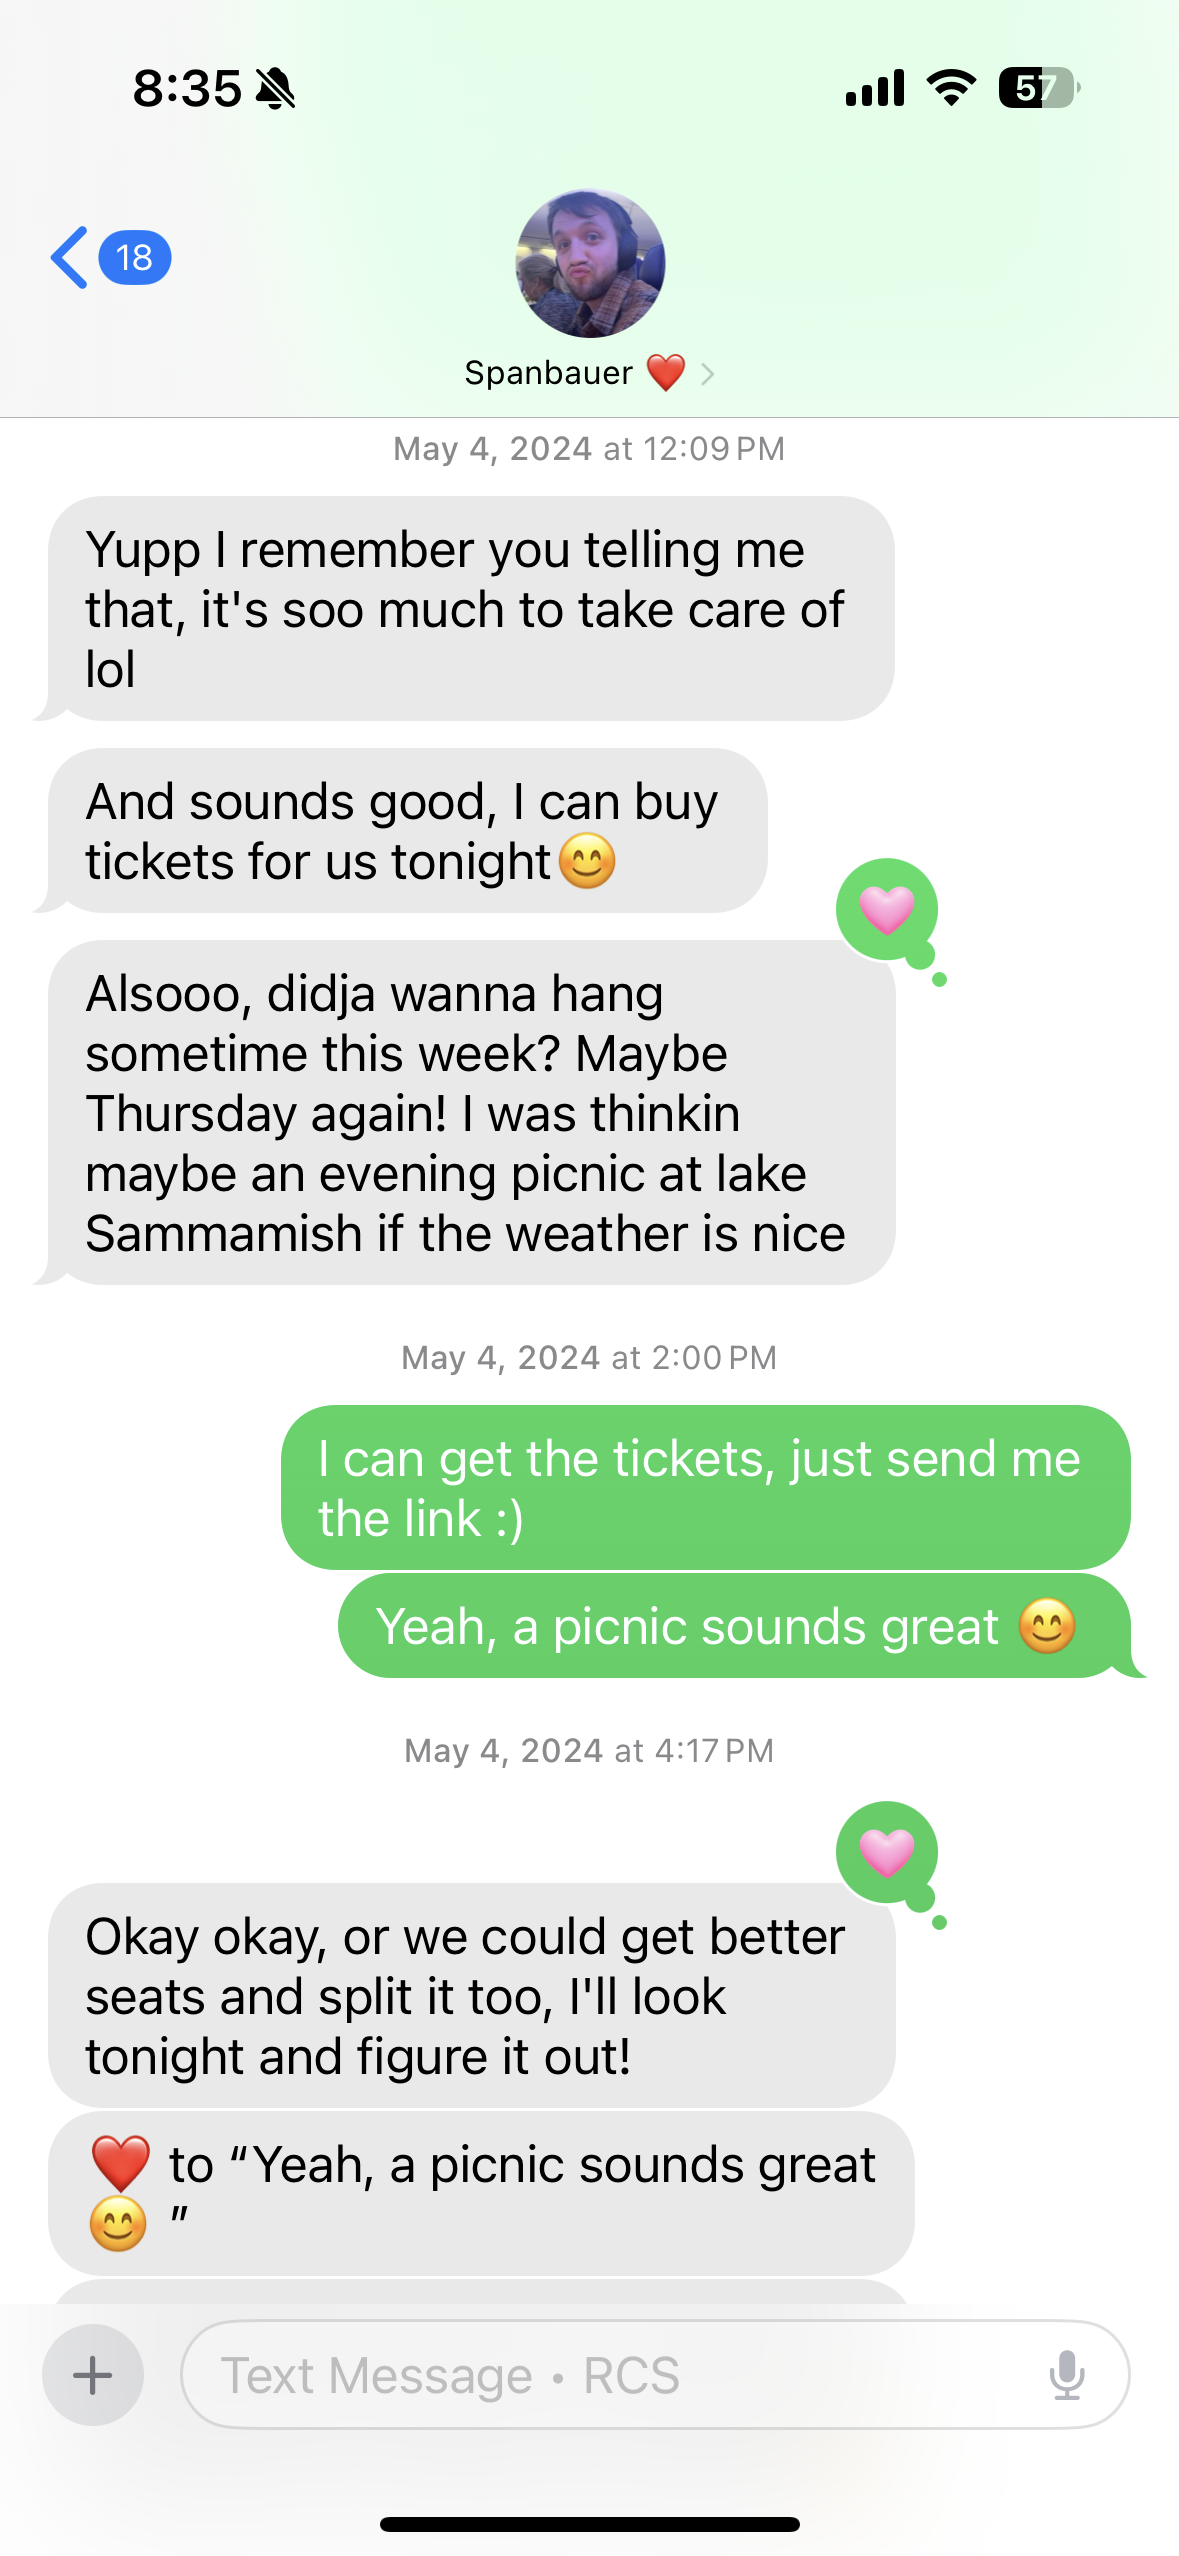 8:35
57
18
Spanbauer ❤️
May 4, 2024 at 12:09 PM
Yupp I remember you telling me
that, it's soo much to take care of
lol
And sounds good, I can buy
tickets for us tonight😊
Alsooo, didja wanna hang
sometime this week? Maybe
Thursday again! I was thinkin
maybe an evening picnic at lake
Sammamish if the weather is nice
May 4, 2024 at 2:00 PM
I can get the tickets, just send me
the link :)
Yeah, a picnic sounds great 😊
May 4, 2024 at 4:17 PM
Okay okay, or we could get better
seats and split it too, I'll look
tonight and figure it out!
❤️ to “Yeah, a picnic sounds great
😊 ”
Text Message • RCS